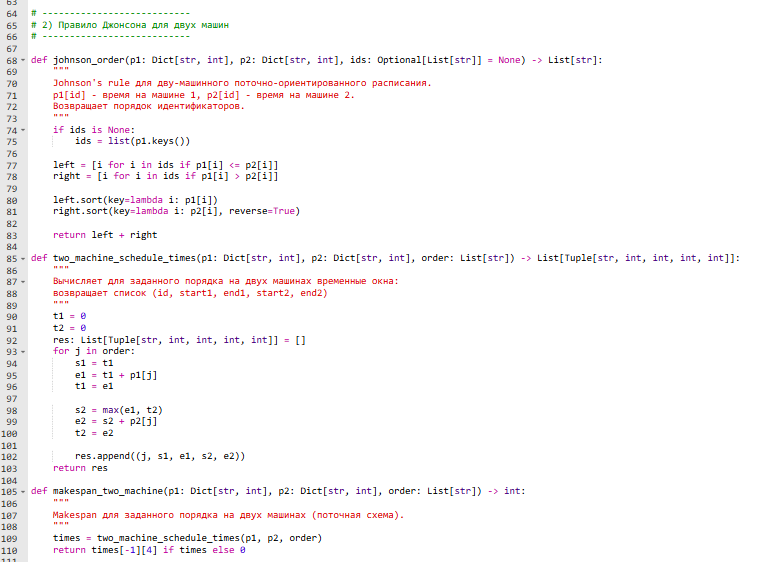 63
64 # --------------------------
65 # 2) Правило Джонсона для двух машин
66 # --------------------------
67
68 def johnson_order(p1: Dict[str, int], p2: Dict[str, int], ids: Optional[List[str]] = None) -> List[str]:
69     """
70     Johnson's rule для дву-машинного поточно-ориентированного расписания.
71     p1[id] - время на машине 1, p2[id] - время на машине 2.
72     Возвращает порядок идентификаторов.
73     """
74     if ids is None:
75         ids = list(p1.keys())
76
77     left = [i for i in ids if p1[i] <= p2[i]]
78     right = [i for i in ids if p1[i] > p2[i]]
79
80     left.sort(key=lambda i: p1[i])
81     right.sort(key=lambda i: p2[i], reverse=True)
82
83     return left + right
84
85 def two_machine_schedule_times(p1: Dict[str, int], p2: Dict[str, int], order: List[str]) -> List[Tuple[str, int, int, int, int]]:
86     """
87     Вычисляет для заданного порядка на двух машинах временные окна:
88     возвращает список (id, start1, end1, start2, end2)
89     """
90     t1 = 0
91     t2 = 0
92     res: List[Tuple[str, int, int, int, int]] = []
93     for j in order:
94         s1 = t1
95         e1 = t1 + p1[j]
96         t1 = e1
97
98         s2 = max(e1, t2)
99         e2 = s2 + p2[j]
100         t2 = e2
101
102         res.append((j, s1, e1, s2, e2))
103     return res
104
105 def makespan_two_machine(p1: Dict[str, int], p2: Dict[str, int], order: List[str]) -> int:
106     """
107     Makespan для заданного порядка на двух машинах (поточная схема).
108     """
109     times = two_machine_schedule_times(p1, p2, order)
110     return times[-1][4] if times else 0
111